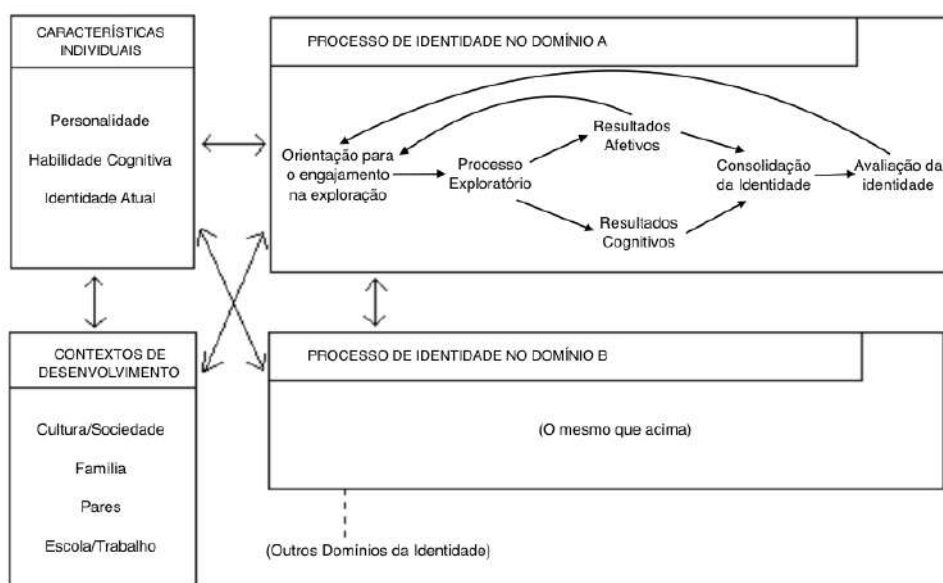 CARACTERÍSTICAS
INDIVIDUAIS
Personalidade
Habilidade Cognitiva
Identidade Atual
PROCESSO DE IDENTIDADE NO DOMÍNIO A
Orientação para
o engajamento
na exploração
Processo
Exploratório
Resultados
Afetivos
Resultados
Cognitivos
Consolidação
da Identidade
Avaliação da
identidade
CONTEXTOS DE
DESENVOLVIMENTO
Cultura/Sociedade
Família
Pares
Escola/Trabalho
PROCESSO DE IDENTIDADE NO DOMÍNIO B
(O mesmo que acima)
(Outros Domínios da Identidade)